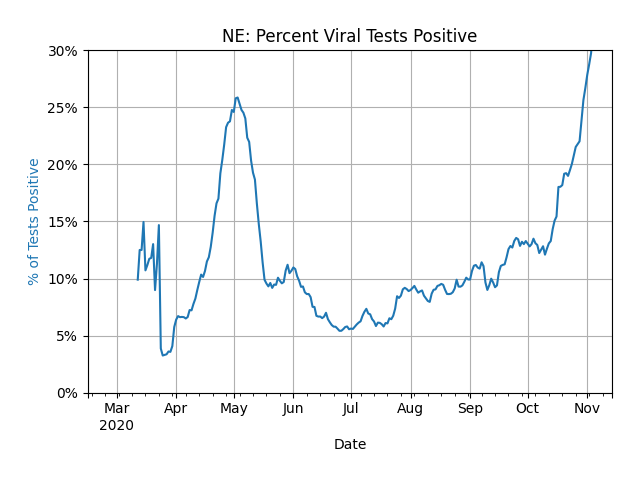 NE: Percent Viral Tests Positive
30%
25%
20%
15%
10%
5%
0%
% of Tests Positive
Mar Apr May Jun Jul Aug Sep Oct Nov
2020
Date